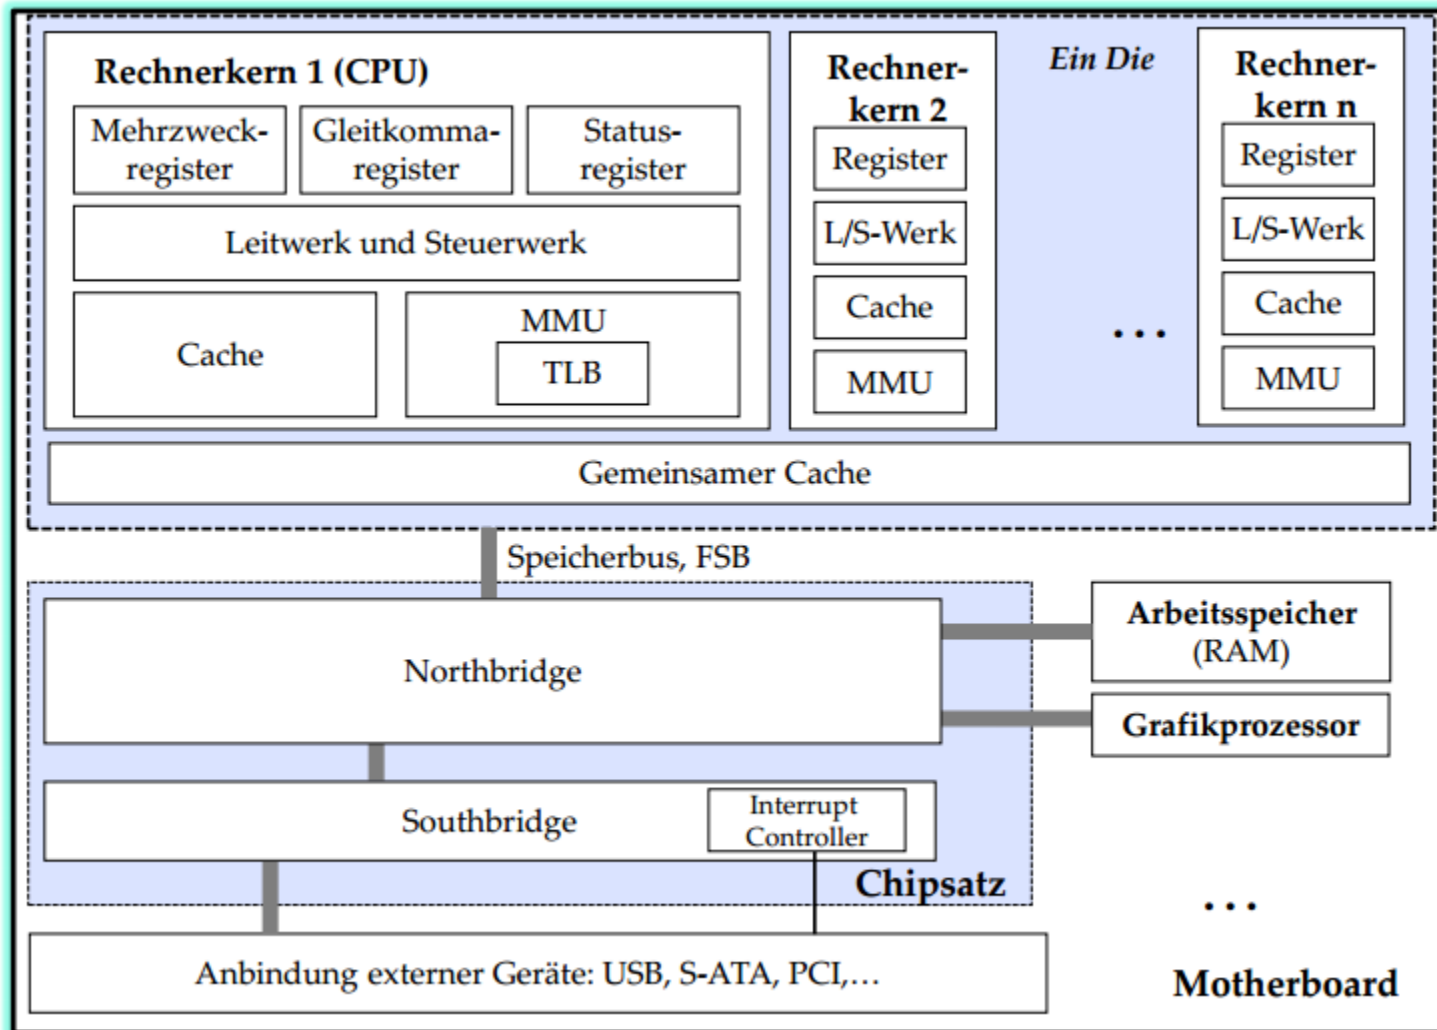 Rechnerkern 1 (CPU)
Mehrzweck-
register
Gleitkomma-
register
Status-
register
Leitwerk und Steuerwerk
Cache
MMU
TLB
Rechner-
kern 2
Register
L/S-Werk
Cache
MMU
Ein Die
...
Rechner-
kern n
Register
L/S-Werk
Cache
MMU
Gemeinsamer Cache
Speicherbus, FSB
Northbridge
Arbeitsspeicher
(RAM)
Grafikprozessor
Southbridge
Interrupt
Controller
Chipsatz
...
Anbindung externer Geräte: USB, S-ATA, PCI,...
Motherboard